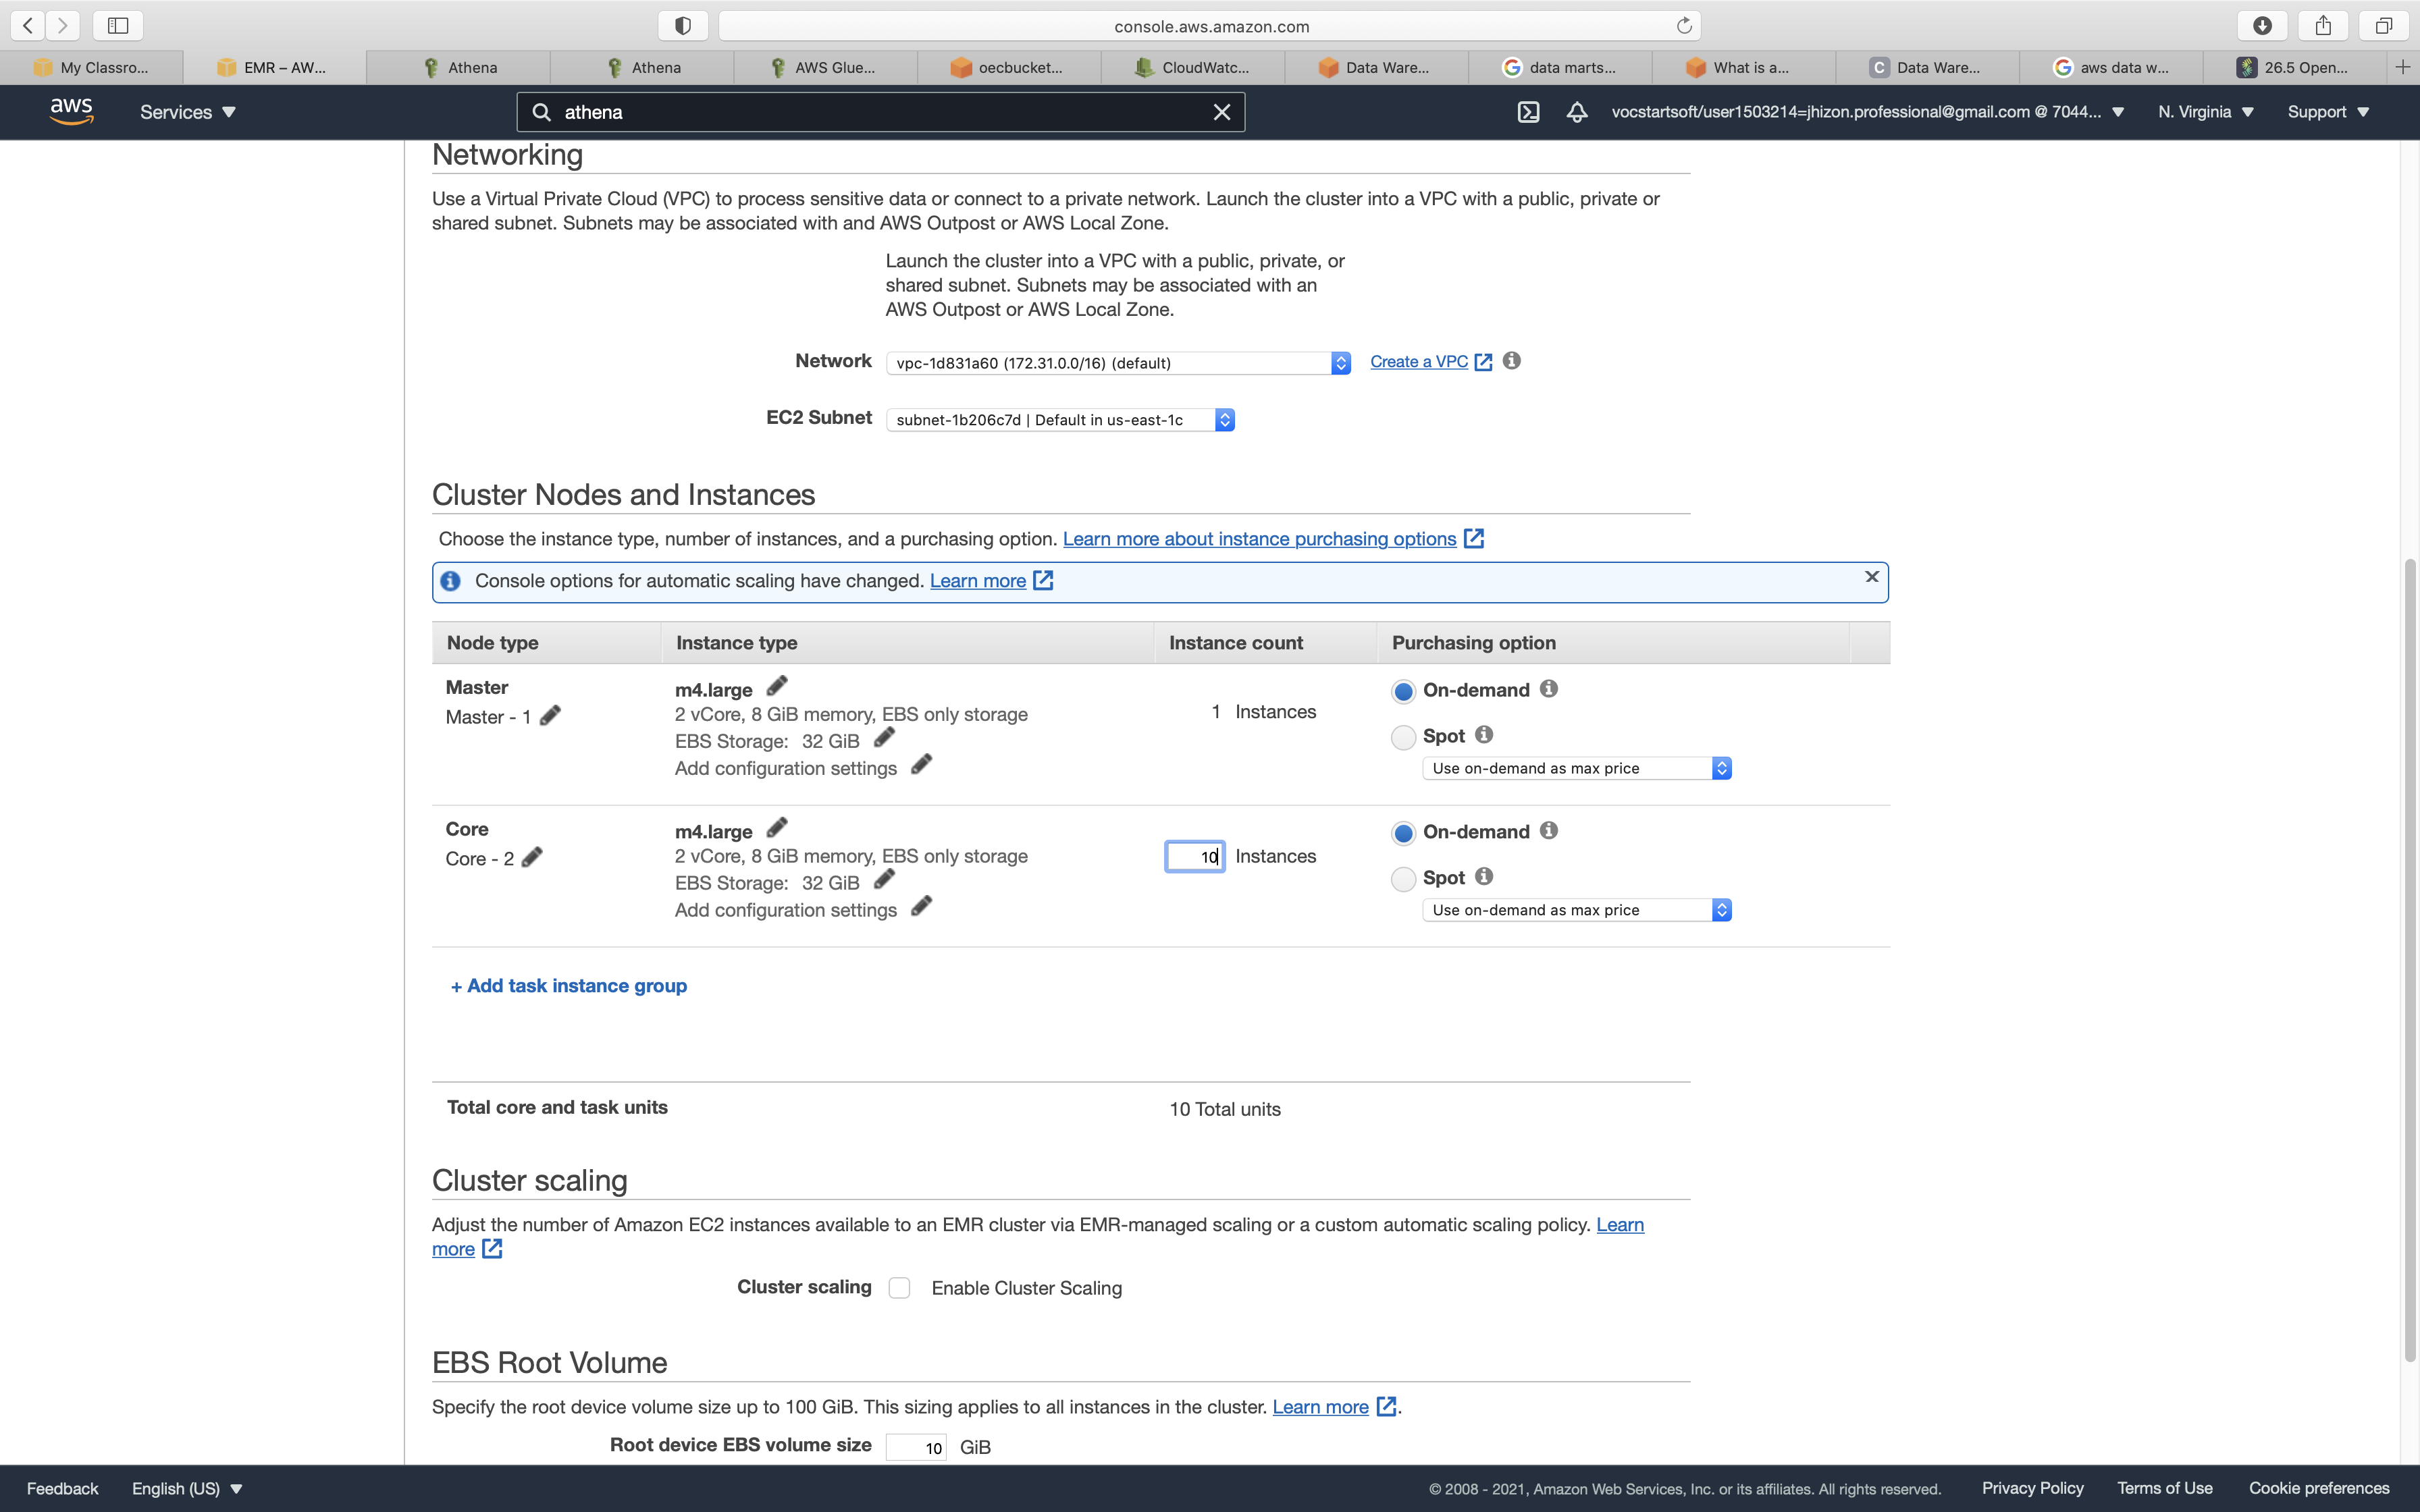 console.aws.amazon.com
My Classro...
EMR – AW...
Athena
Athena
AWS Glue...
oecbucket...
CloudWatc...
Data Ware...
data marts...
What is a...
C Data Ware...
aws data w...
26.5 Open...
aws
Services
athena
vocstartsoft/user1503214=jhizon.professional@gmail.com @ 7044...
N. Virginia
Support
Networking
Use a Virtual Private Cloud (VPC) to process sensitive data or connect to a private network. Launch the cluster into a VPC with a public, private or
shared subnet. Subnets may be associated with and AWS Outpost or AWS Local Zone.
Launch the cluster into a VPC with a public, private, or
shared subnet. Subnets may be associated with an
AWS Outpost or AWS Local Zone.
Network vpc-1d831a60 (172.31.0.0/16) (default) Create a VPC
EC2 Subnet subnet-1b206c7d | Default in us-east-1c
Cluster Nodes and Instances
Choose the instance type, number of instances, and a purchasing option. Learn more about instance purchasing options
Console options for automatic scaling have changed. Learn more
Node type Instance type Instance count Purchasing option
Master
Master - 1
m4.large
2 vCore, 8 GiB memory, EBS only storage
EBS Storage: 32 GiB
Add configuration settings
1 Instances
On-demand
Spot
Use on-demand as max price
Core
Core - 2
m4.large
2 vCore, 8 GiB memory, EBS only storage
EBS Storage: 32 GiB
Add configuration settings
10 Instances
On-demand
Spot
Use on-demand as max price
+ Add task instance group
Total core and task units 10 Total units
Cluster scaling
Adjust the number of Amazon EC2 instances available to an EMR cluster via EMR-managed scaling or a custom automatic scaling policy. Learn
more
Cluster scaling Enable Cluster Scaling
EBS Root Volume
Specify the root device volume size up to 100 GiB. This sizing applies to all instances in the cluster. Learn more .
Root device EBS volume size 10 GiB
Feedback English (US) © 2008 - 2021, Amazon Web Services, Inc. or its affiliates. All rights reserved. Privacy Policy Terms of Use Cookie preferences